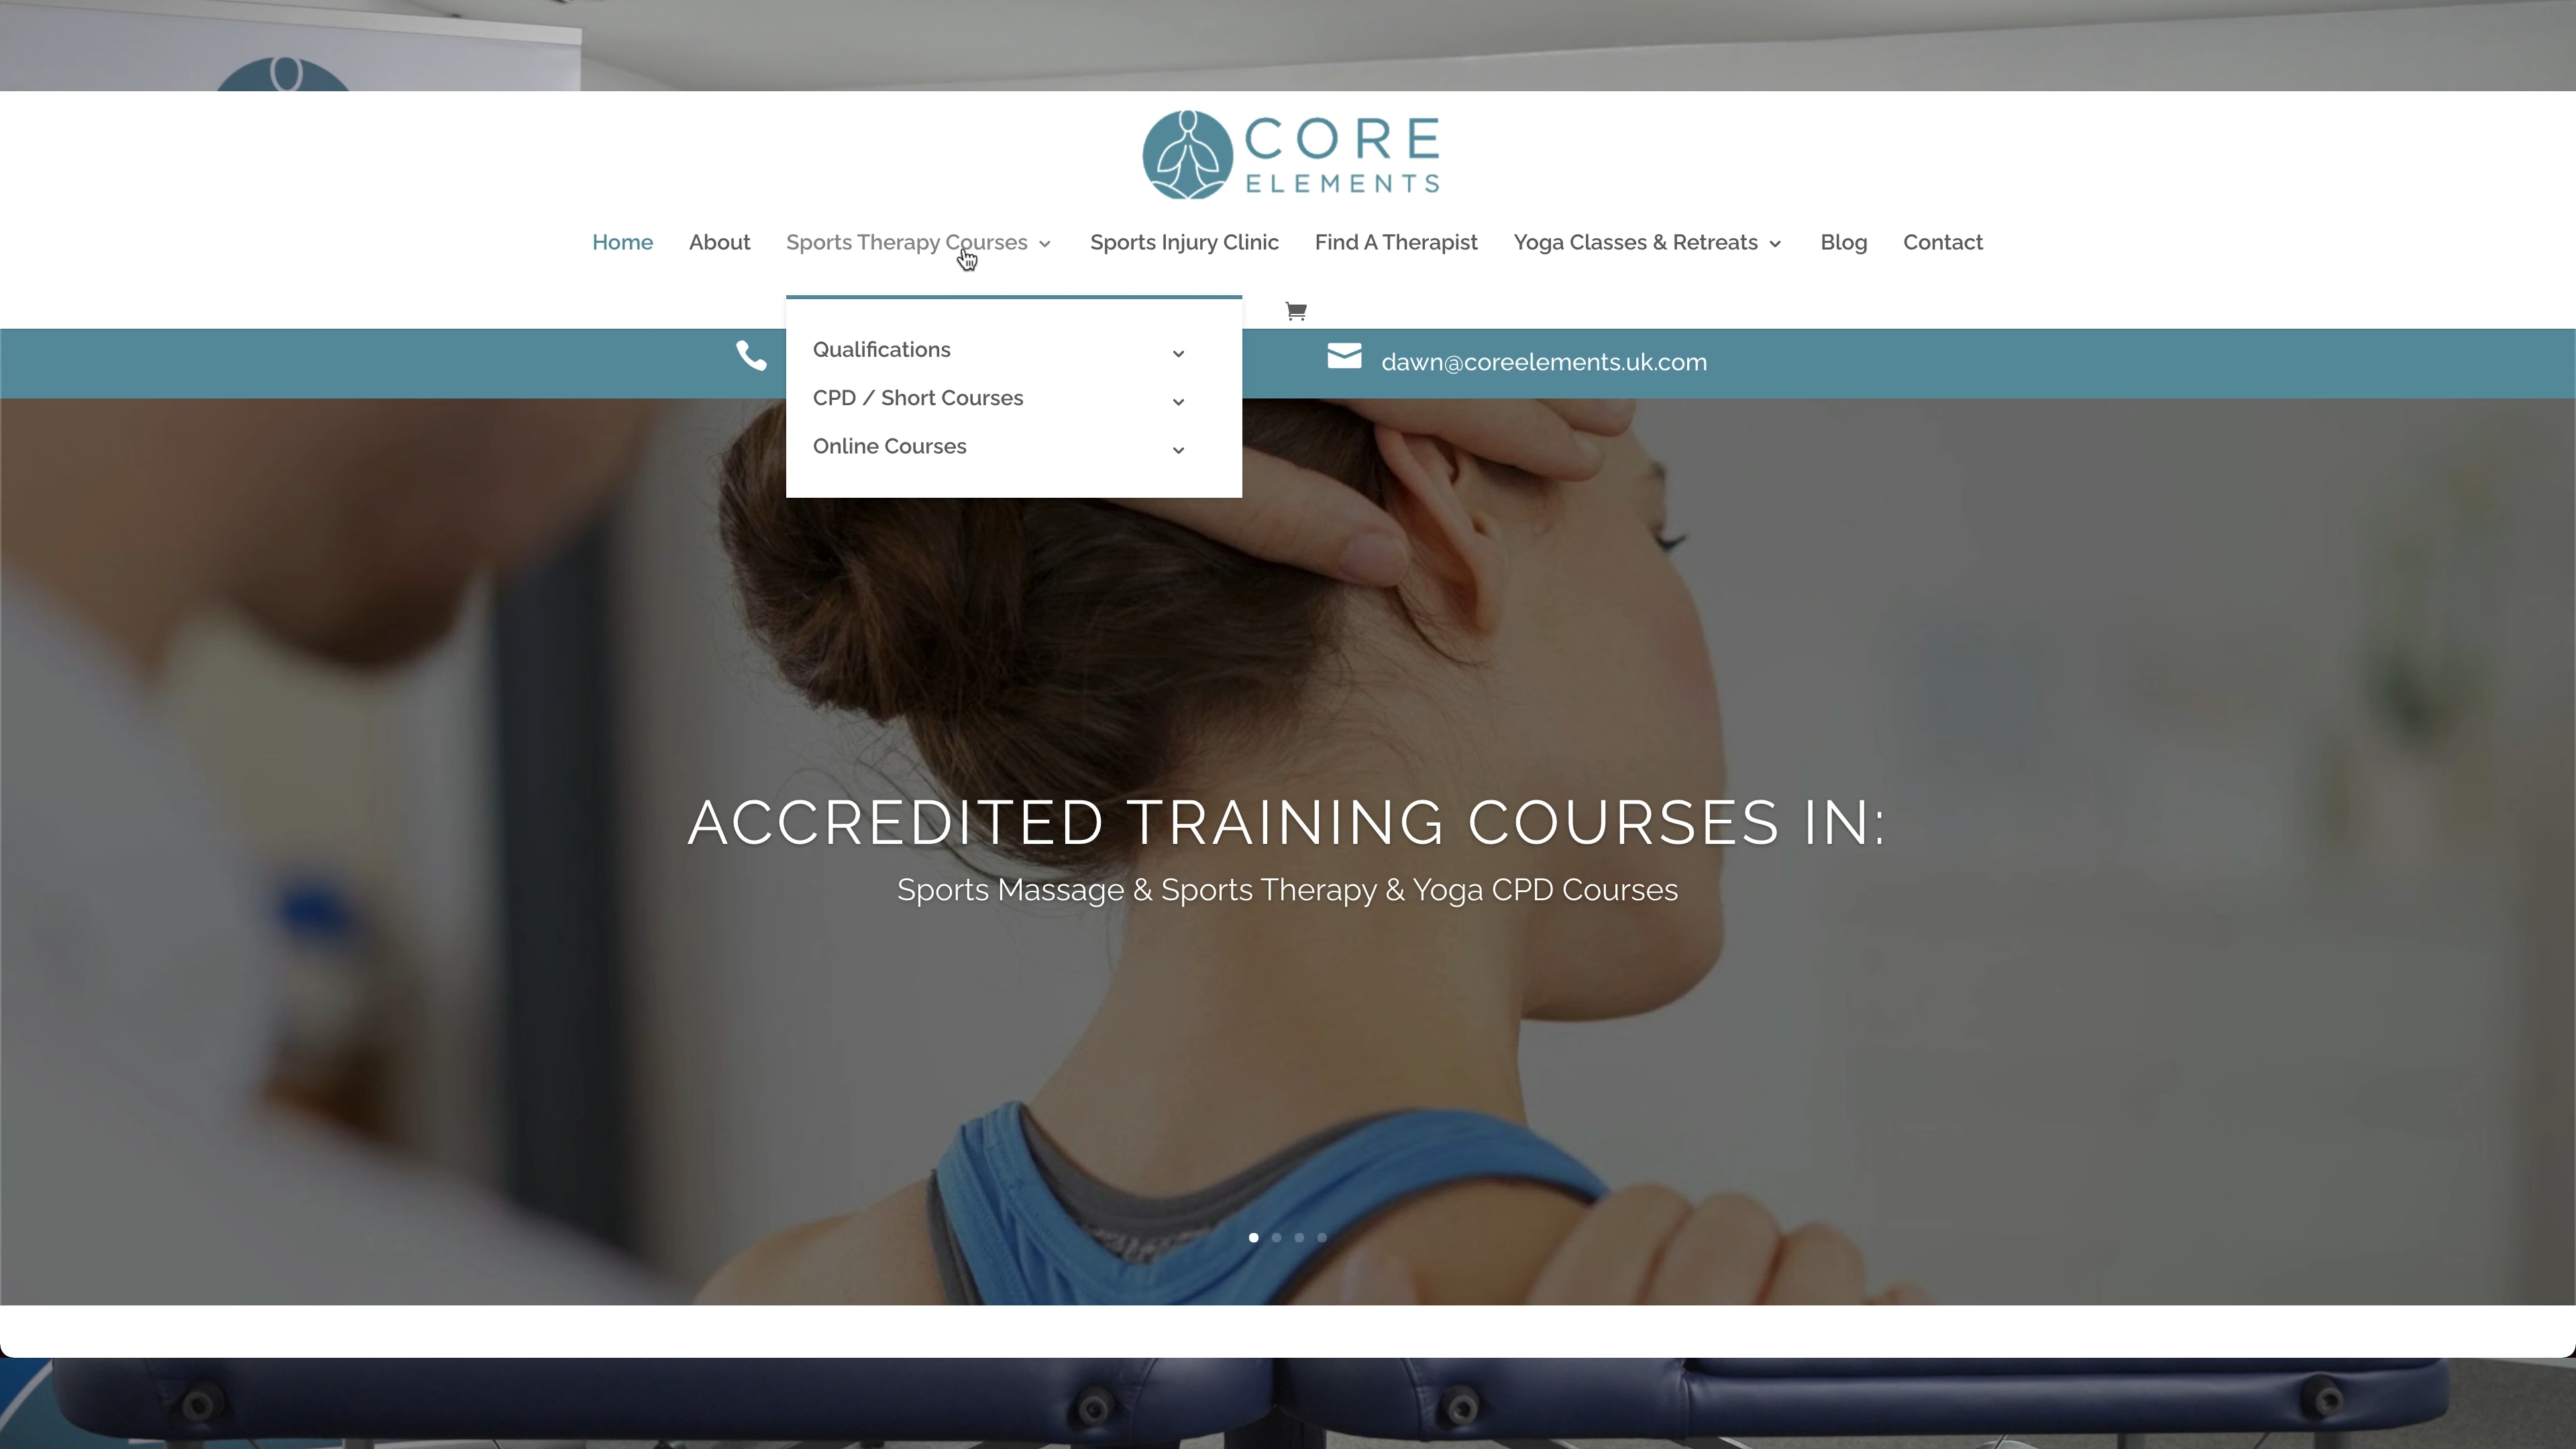 CORE
ELEMENTS
Home About Sports Therapy Courses Sports Injury Clinic Find A Therapist Yoga Classes & Retreats Blog Contact
Qualifications
CPD / Short Courses
Online Courses
dawn@coreelements.uk.com
ACCREDITED TRAINING COURSES IN:
Sports Massage & Sports Therapy & Yoga CPD Courses